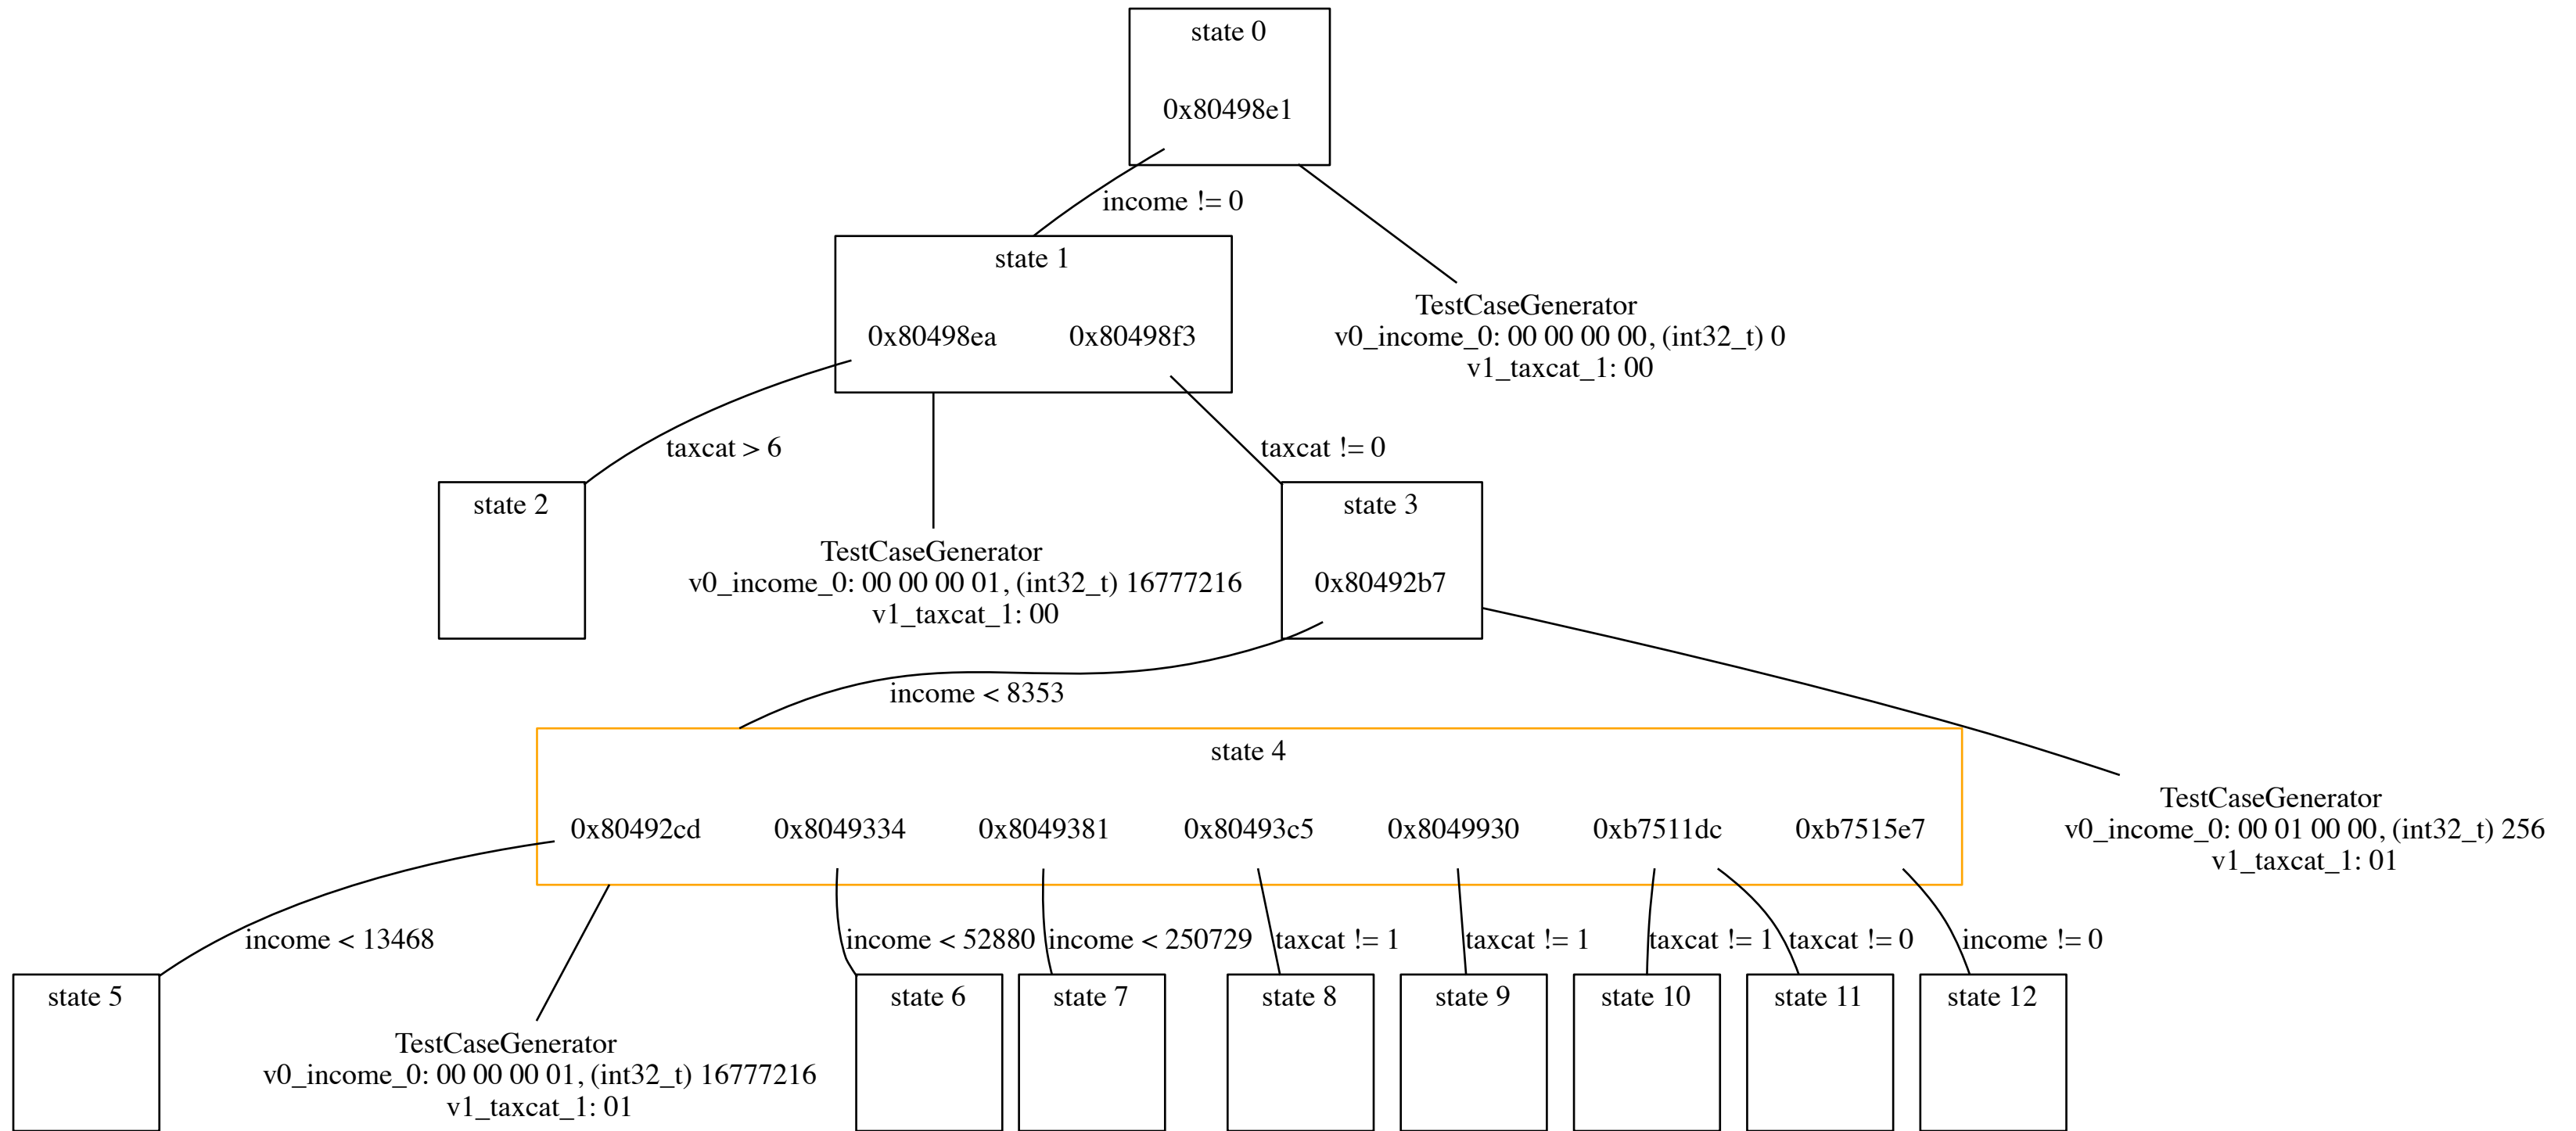 state 0
0x80498e1
income != 0
state 1
0x80498ea
0x80498f3
TestCaseGenerator
v0_income_0: 00 00 00 00, (int32_t) 0
v1_taxcat_1: 00
taxcat > 6
taxcat != 0
state 2
TestCaseGenerator
v0_income_0: 00 00 00 01, (int32_t) 16777216
v1_taxcat_1: 00
state 3
0x80492b7
income < 8353
state 4
0x80492cd
0x8049334
0x8049381
0x80493c5
0x8049930
0xb7511dc
0xb7515e7
TestCaseGenerator
v0_income_0: 00 01 00 00, (int32_t) 256
v1_taxcat_1: 01
income < 13468
income < 52880
income < 250729
taxcat != 1
taxcat != 1
taxcat != 1
taxcat != 0
income != 0
state 5
TestCaseGenerator
v0_income_0: 00 00 00 01, (int32_t) 16777216
v1_taxcat_1: 01
state 6
state 7
state 8
state 9
state 10
state 11
state 12